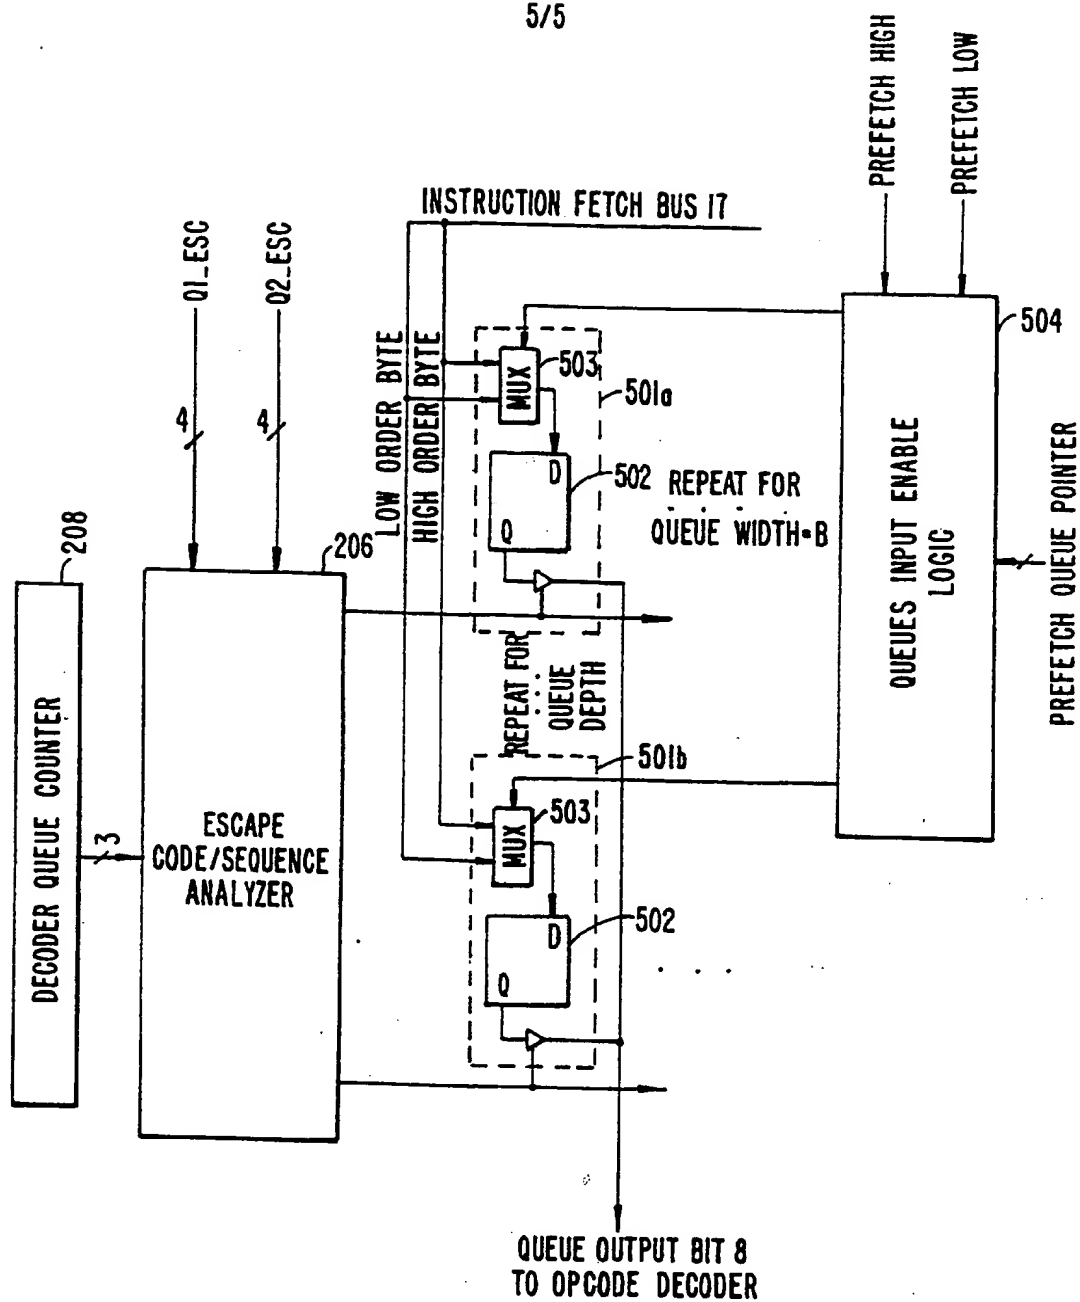 5/5
PREFETCH HIGH
PREFETCH LOW
INSTRUCTION FETCH BUS 17
Q1_ESC
Q2_ESC
4
4
LOW ORDER BYTE
HIGH ORDER BYTE
MUX
503
501a
504
D
Q
502
REPEAT FOR
QUEUE WIDTH=B
208
206
QUEUES INPUT ENABLE
LOGIC
PREFETCH QUEUE POINTER
REPEAT FOR
QUEUE
DEPTH
DECODER QUEUE COUNTER
3
ESCAPE
CODE/SEQUENCE
ANALYZER
501b
MUX
503
D
Q
502
QUEUE OUTPUT BIT 8
TO OPCODE DECODER